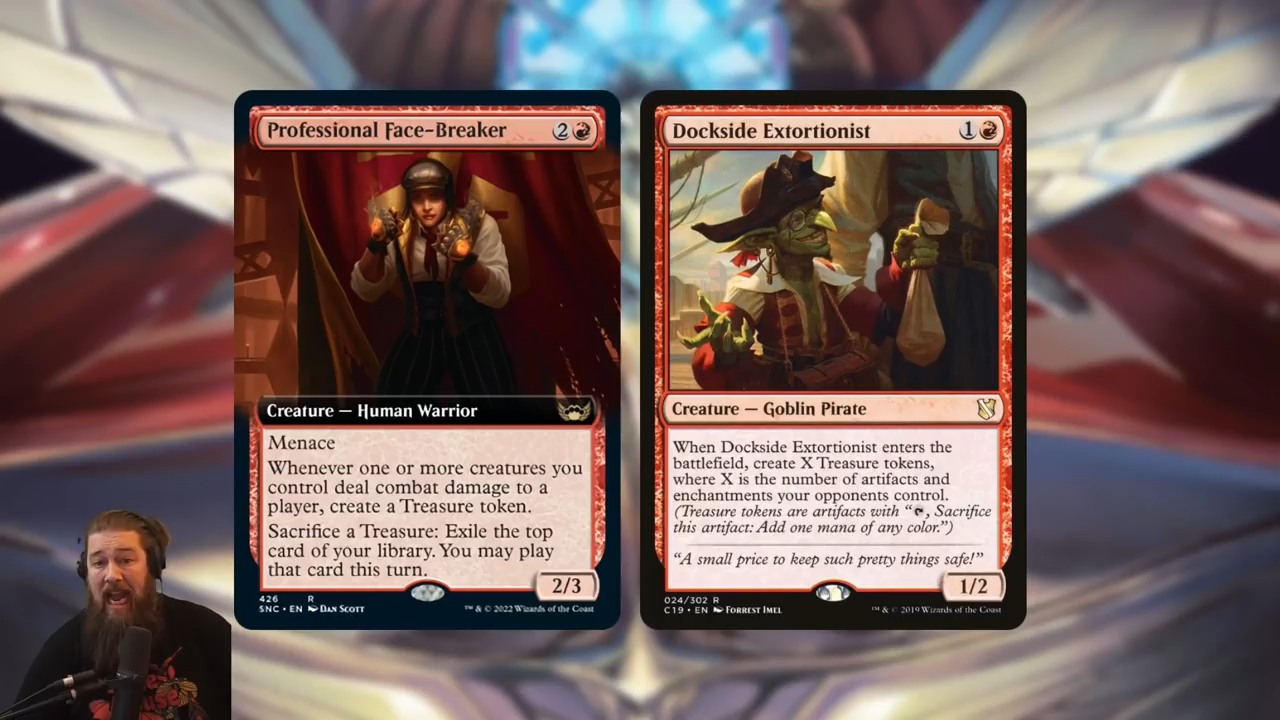 Professional Face-Breaker 2
Creature — Human Warrior
Menace
Whenever one or more creatures you
control deal combat damage to a
player, create a Treasure token.
Sacrifice a Treasure: Exile the top
card of your library. You may play
that card this turn.
2/3
426 R
SNC • EN Dan Scott
™ & © 2022 Wizards of the Coast
Dockside Extortionist 1
Creature — Goblin Pirate
When Dockside Extortionist enters the
battlefield, create X Treasure tokens,
where X is the number of artifacts and
enchantments your opponents control.
(Treasure tokens are artifacts with “, Sacrifice
this artifact: Add one mana of any color.”)
“A small price to keep such pretty things safe!”
1/2
024/302 R
C19 • EN Forrest Imel
™ & © 2019 Wizards of the Coast